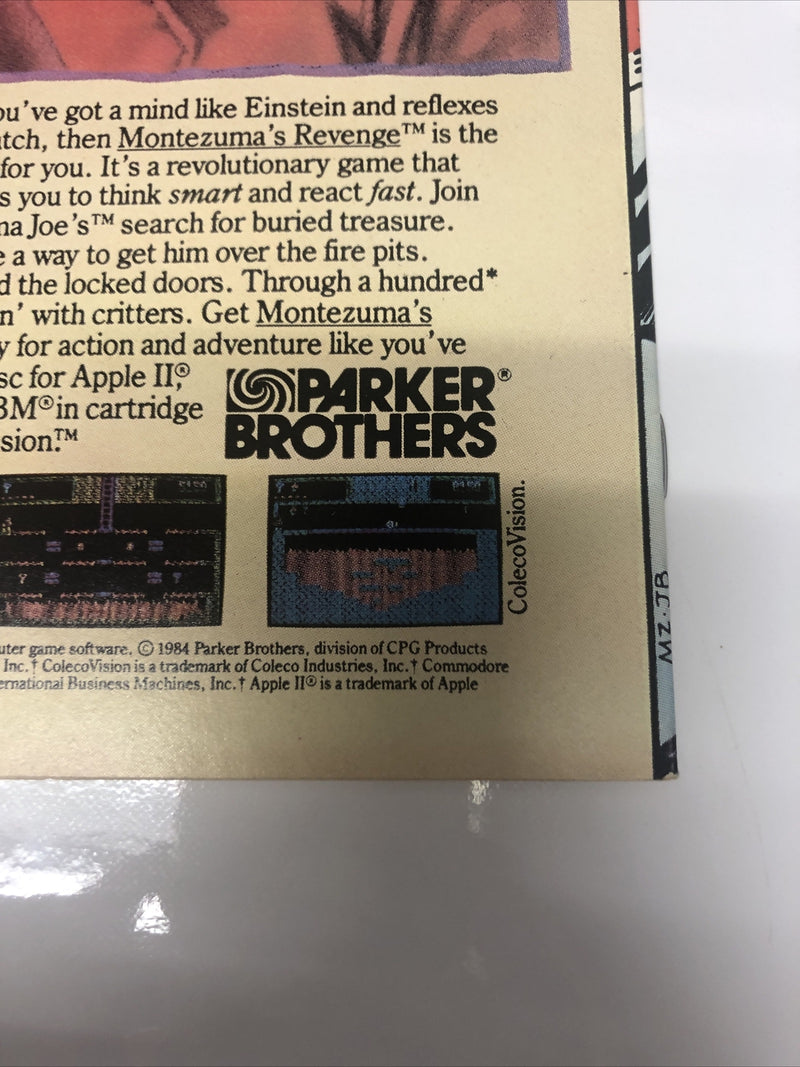 ou've got a mind like Einstein and reflexes
tch, then Montezuma's Revenge™ is the
for you. It's a revolutionary game that
s you to think smart and react fast. Join
na Joe's™ search for buried treasure.
e a way to get him over the fire pits.
d the locked doors. Through a hundred*
n' with critters. Get Montezuma's
y for action and adventure like you've
sc for Apple II,®
BM® in cartridge
sion.™
PARKER®
BROTHERS
ColecoVision.
uter game software. © 1984 Parker Brothers, division of CPG Products
Inc.† ColecoVision is a trademark of Coleco Industries, Inc.† Commodore
ernational Business Machines, Inc.† Apple II® is a trademark of Apple
MZ·JB